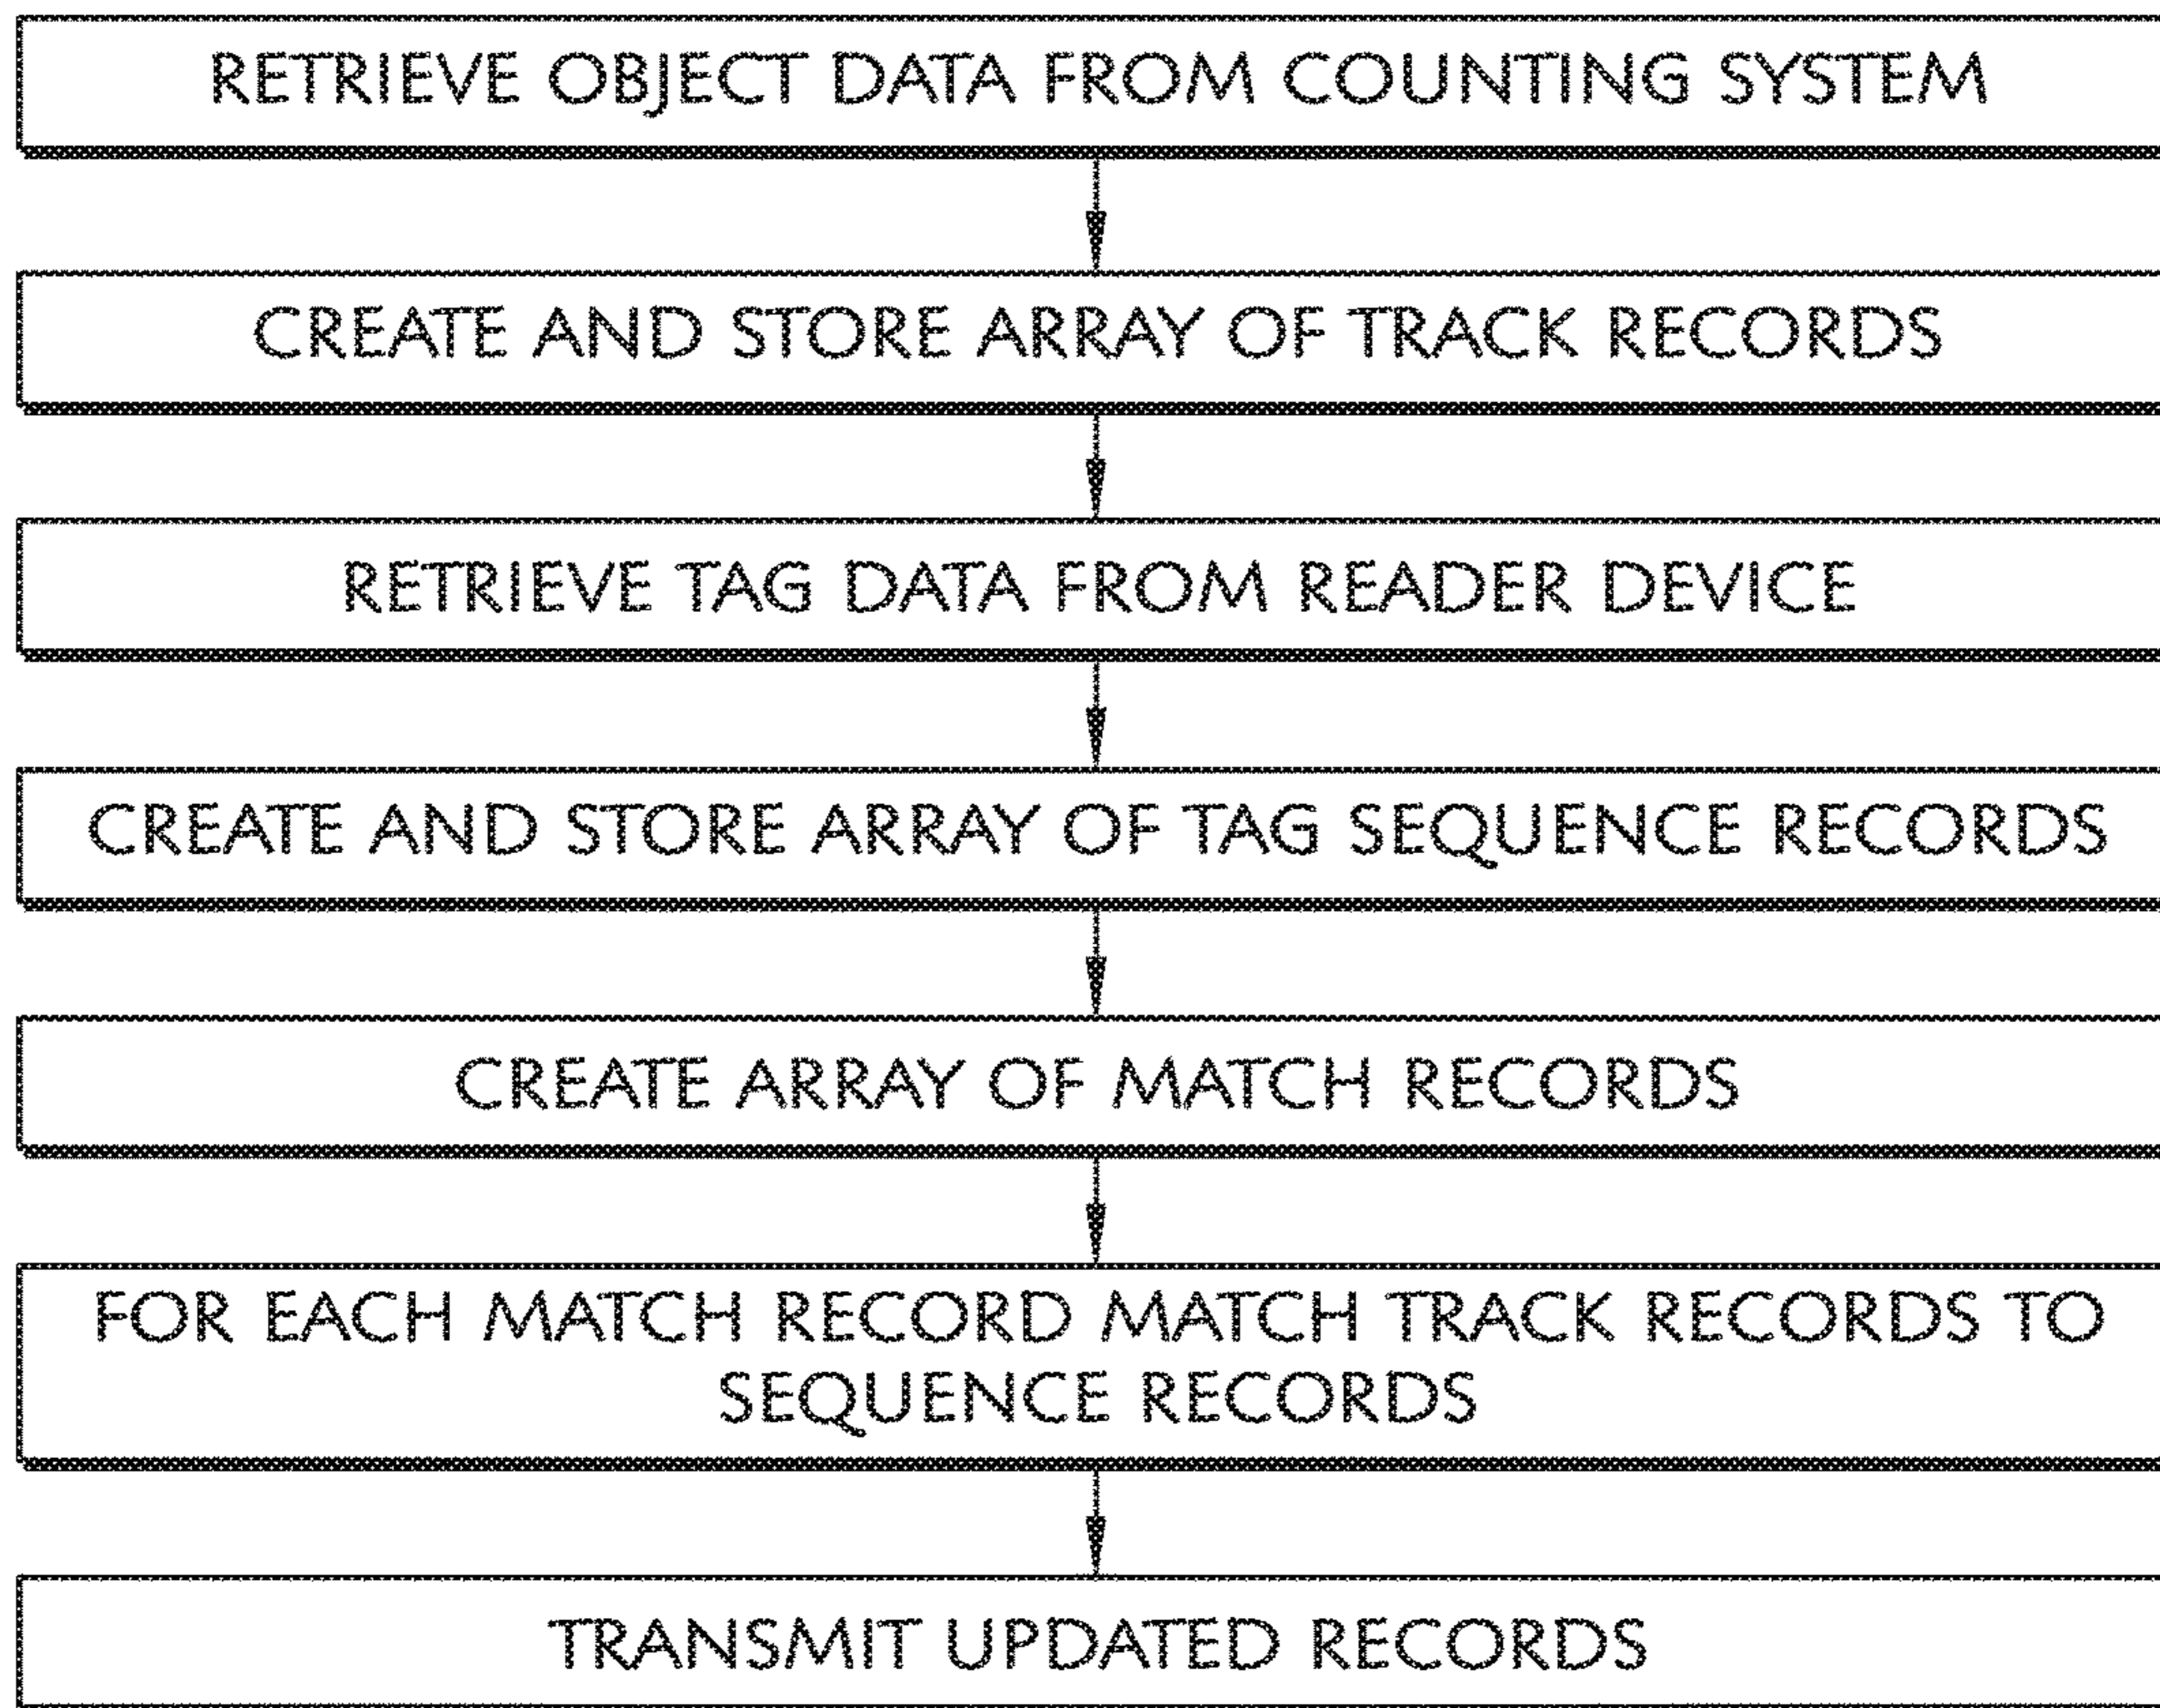 RETRIEVE OBJECT DATA FROM COUNTING SYSTEM
CREATE AND STORE ARRAY OF TRACK RECORDS
RETRIEVE TAG DATA FROM READER DEVICE
CREATE AND STORE ARRAY OF TAG SEQUENCE RECORDS
CREATE ARRAY OF MATCH RECORDS
FOR EACH MATCH RECORD MATCH TRACK RECORDS TO
SEQUENCE RECORDS
TRANSMIT UPDATED RECORDS